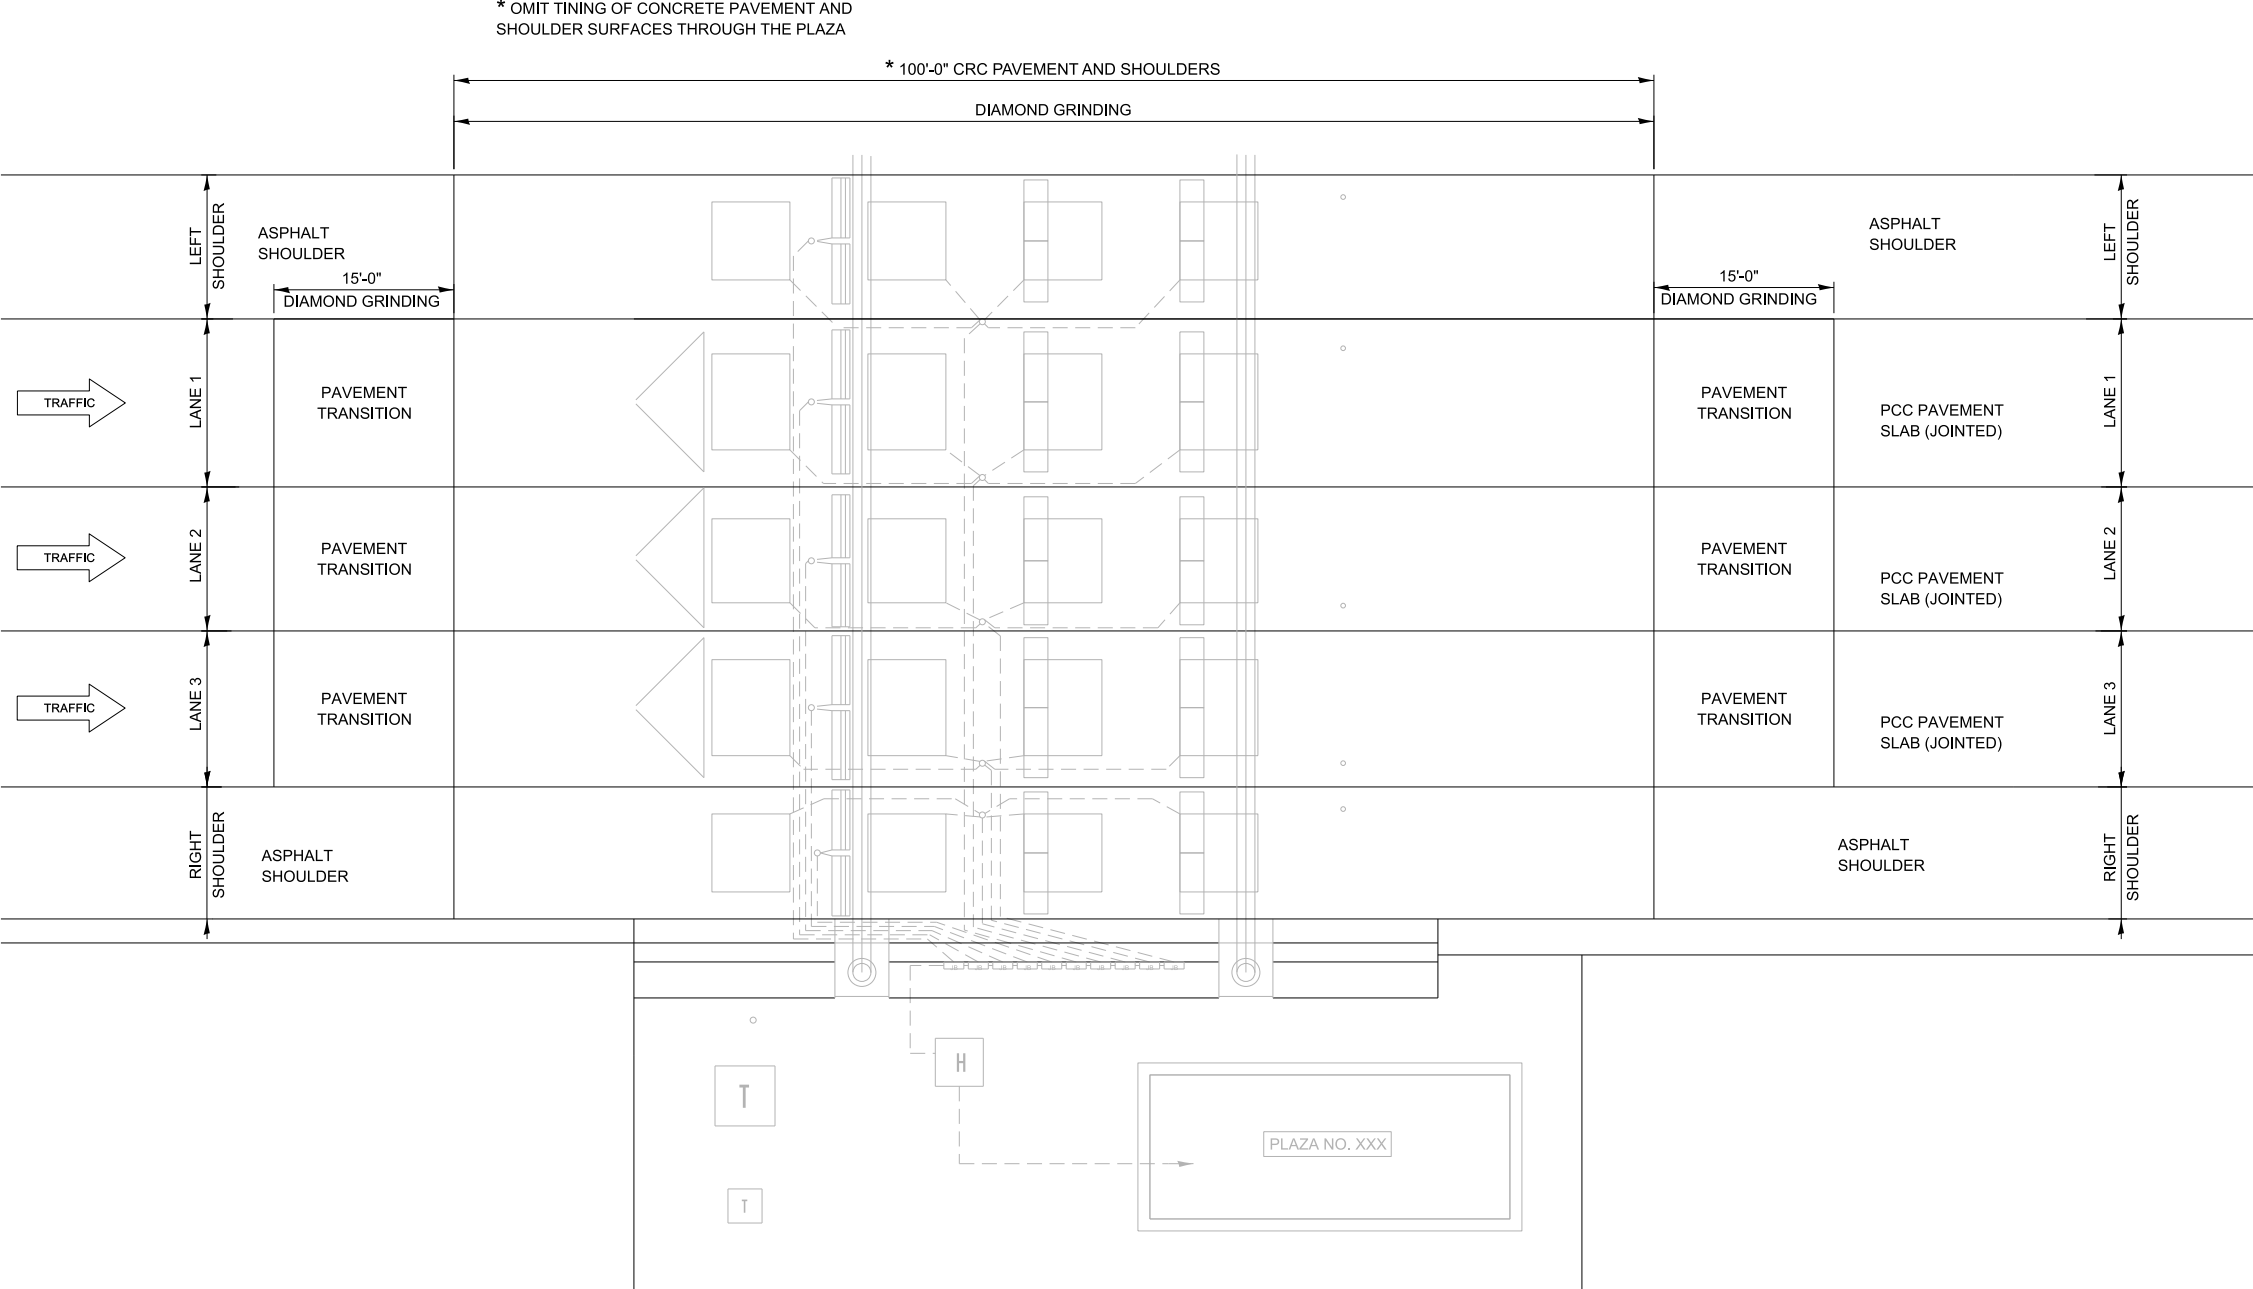 * OMIT TINING OF CONCRETE PAVEMENT AND
SHOULDER SURFACES THROUGH THE PLAZA
* 100'-0" CRC PAVEMENT AND SHOULDERS
DIAMOND GRINDING
LEFT
SHOULDER
ASPHALT
SHOULDER
15'-0"
DIAMOND GRINDING
ASPHALT
SHOULDER
15'-0"
DIAMOND GRINDING
LEFT
SHOULDER
TRAFFIC
LANE 1
PAVEMENT
TRANSITION
PAVEMENT
TRANSITION
PCC PAVEMENT
SLAB (JOINTED)
LANE 1
TRAFFIC
LANE 2
PAVEMENT
TRANSITION
PAVEMENT
TRANSITION
PCC PAVEMENT
SLAB (JOINTED)
LANE 2
TRAFFIC
LANE 3
PAVEMENT
TRANSITION
PAVEMENT
TRANSITION
PCC PAVEMENT
SLAB (JOINTED)
LANE 3
RIGHT
SHOULDER
ASPHALT
SHOULDER
ASPHALT
SHOULDER
RIGHT
SHOULDER
H
T
PLAZA NO. XXX
T